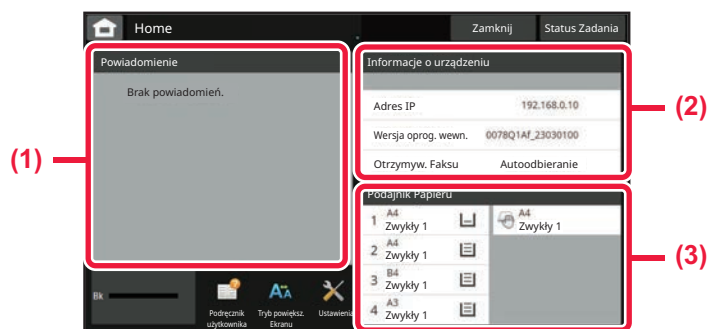 Home
Zamknij
Status Zadania
Powiadomienie
Brak powiadomień.
(1)
Informacje o urządzeniu
Adres IP 192.168.0.10
Wersja oprog. wewn. 0078Q1Af_23030100
Otrzymyw. Faksu Autoodbieranie
(2)
Podajnik Papieru
1 A4
Zwykły 1
A4
Zwykły 1
2 A4
Zwykły 1
3 B4
Zwykły 1
4 A3
Zwykły 1
(3)
Bk
Podręcznik
użytkownika
Tryb powiększ.
Ekranu
Ustawienia